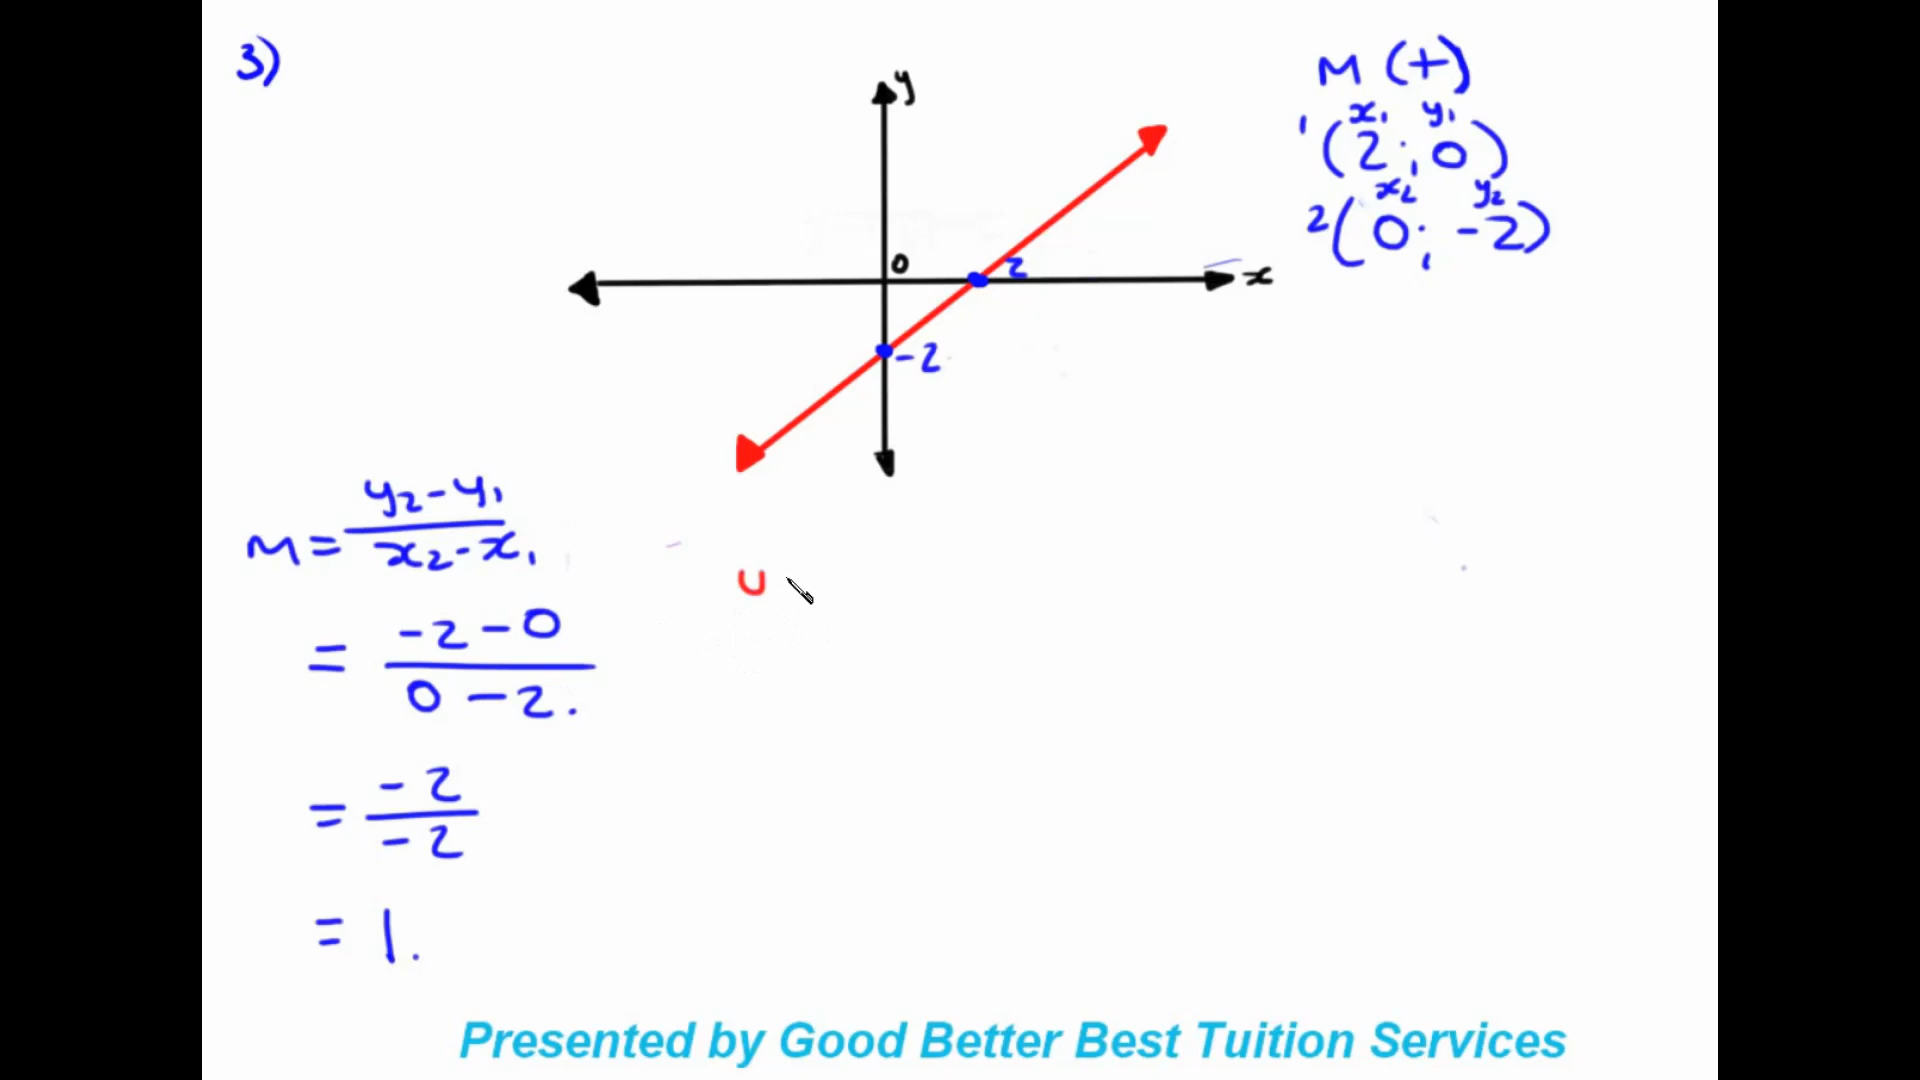 3)
y
M (+)
x₁ y₁
1 (2 ; 0)
x₂ y₂
2 (0 ; -2)
0
2
x
-2
m = y₂ - y₁ / x₂ - x₁
= -2 - 0 / 0 - 2.
= -2 / -2
= 1.
Presented by Good Better Best Tuition Services